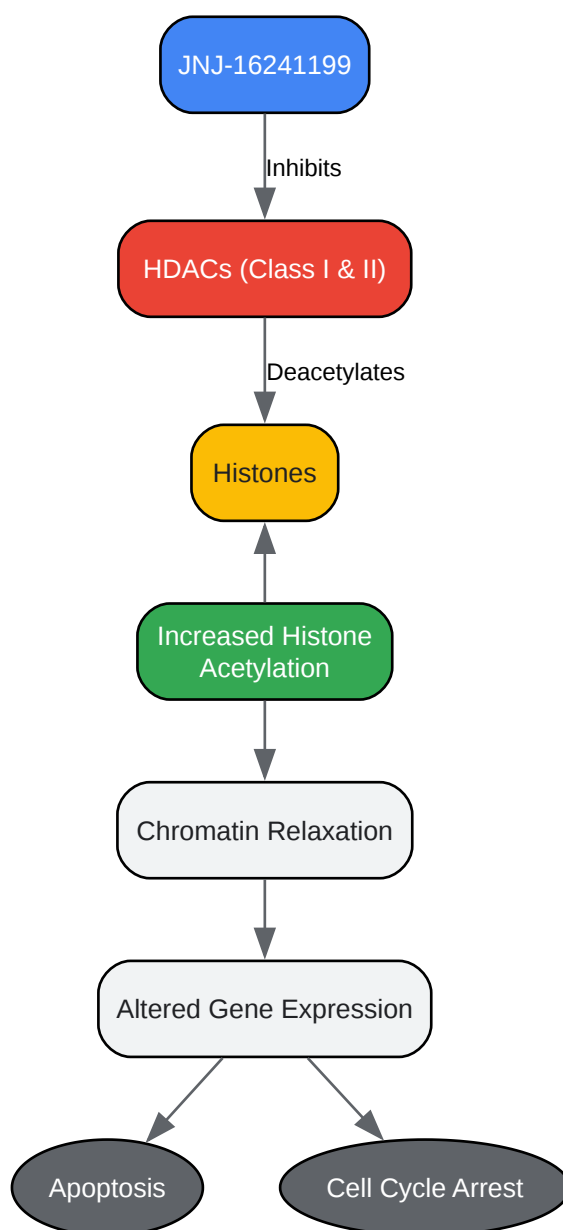 JNJ-16241199
Inhibits
HDACs (Class I & II)
Deacetylates
Histones
Increased Histone
Acetylation
Chromatin Relaxation
Altered Gene Expression
Apoptosis
Cell Cycle Arrest